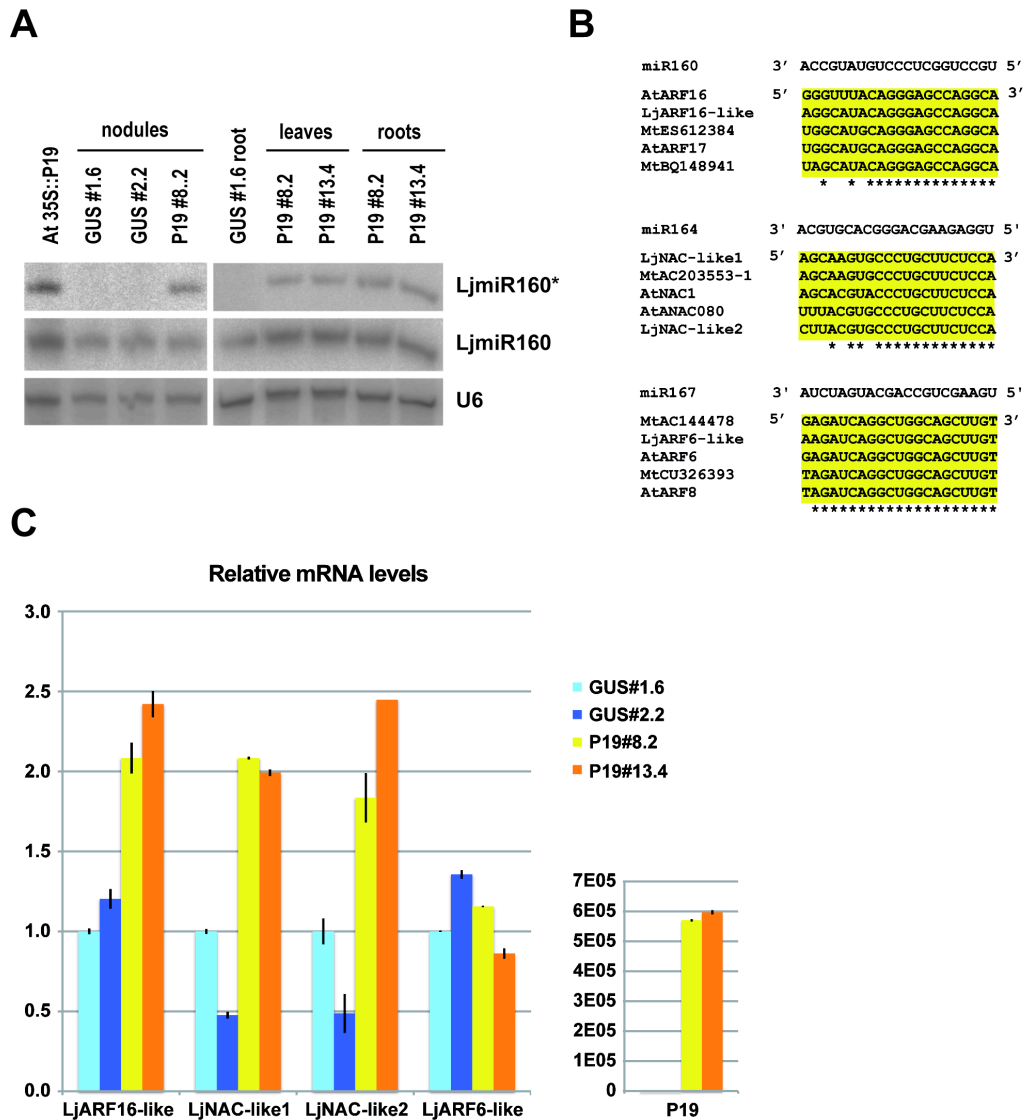 A
nodules
leaves
roots
At 35S::P19
GUS #1.6
GUS #2.2
P19 #8..2
GUS #1.6 root
P19 #8.2
P19 #13.4
P19 #8.2
P19 #13.4
LjmiR160*
LjmiR160
U6
B
miR160 3’ ACCGUAUGUCCCUCGGUCCGU 5’
AtARF16 5’ GGGUUUACAGGGAGCCAGGCA 3’
LjARF16-like AGGCAUACAGGGAGCCAGGCA
MtES612384 UGGCAUGCAGGGAGCCAGGCA
AtARF17 UGGCAUGCAGGGAGCCAGGCA
MtBQ148941 UAGCAUACAGGGAGCCAGGCA
* * **************
miR164 3' ACGUGCACGGGACGAAGAGGU 5’
LjNAC-like1 5’ AGCAAGUGCCCUGCUUCUCCA 3’
MtAC203553-1 AGCAAGUGCCCUGCUUCUCCA
AtNAC1 AGCACGUACCCUGCUUCUCCA
AtANAC080 UUUACGUGCCCUGCUUCUCCA
LjNAC-like2 CUUACGUGCCCUGCUUCUCCA
* ** *************
miR167 3' AUCUAGUACGACCGUCGAAGU 5'
MtAC144478 5’ GAGAUCAGGCUGGCAGCUUGT 3’
LjARF6-like AAGAUCAGGCUGGCAGCUUGT
AtARF6 GAGAUCAGGCUGGCAGCUUGT
MtCU326393 TAGAUCAGGCUGGCAGCUUGT
AtARF8 TAGAUCAGGCUGGCAGCUUGT
********************
C
Relative mRNA levels
3.0
2.5
2.0
1.5
1.0
0.5
0.0
LjARF16-like LjNAC-like1 LjNAC-like2 LjARF6-like
GUS#1.6
GUS#2.2
P19#8.2
P19#13.4
7E05
6E05
5E05
4E05
3E05
2E05
1E05
0
P19